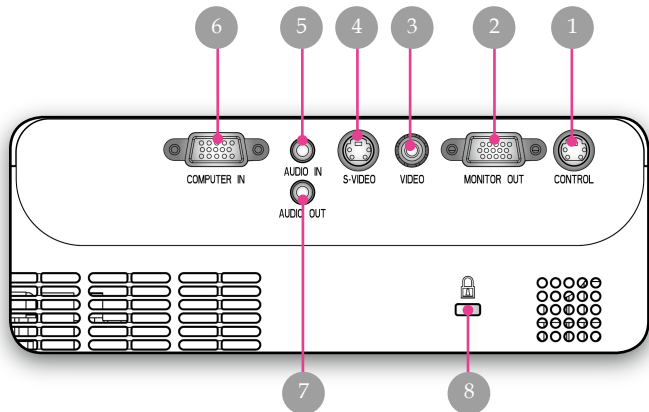 6 5 4 3 2 1
AUDIO IN
COMPUTER IN S-VIDEO VIDEO MONITOR OUT CONTROL
AUDIO OUT
7 8